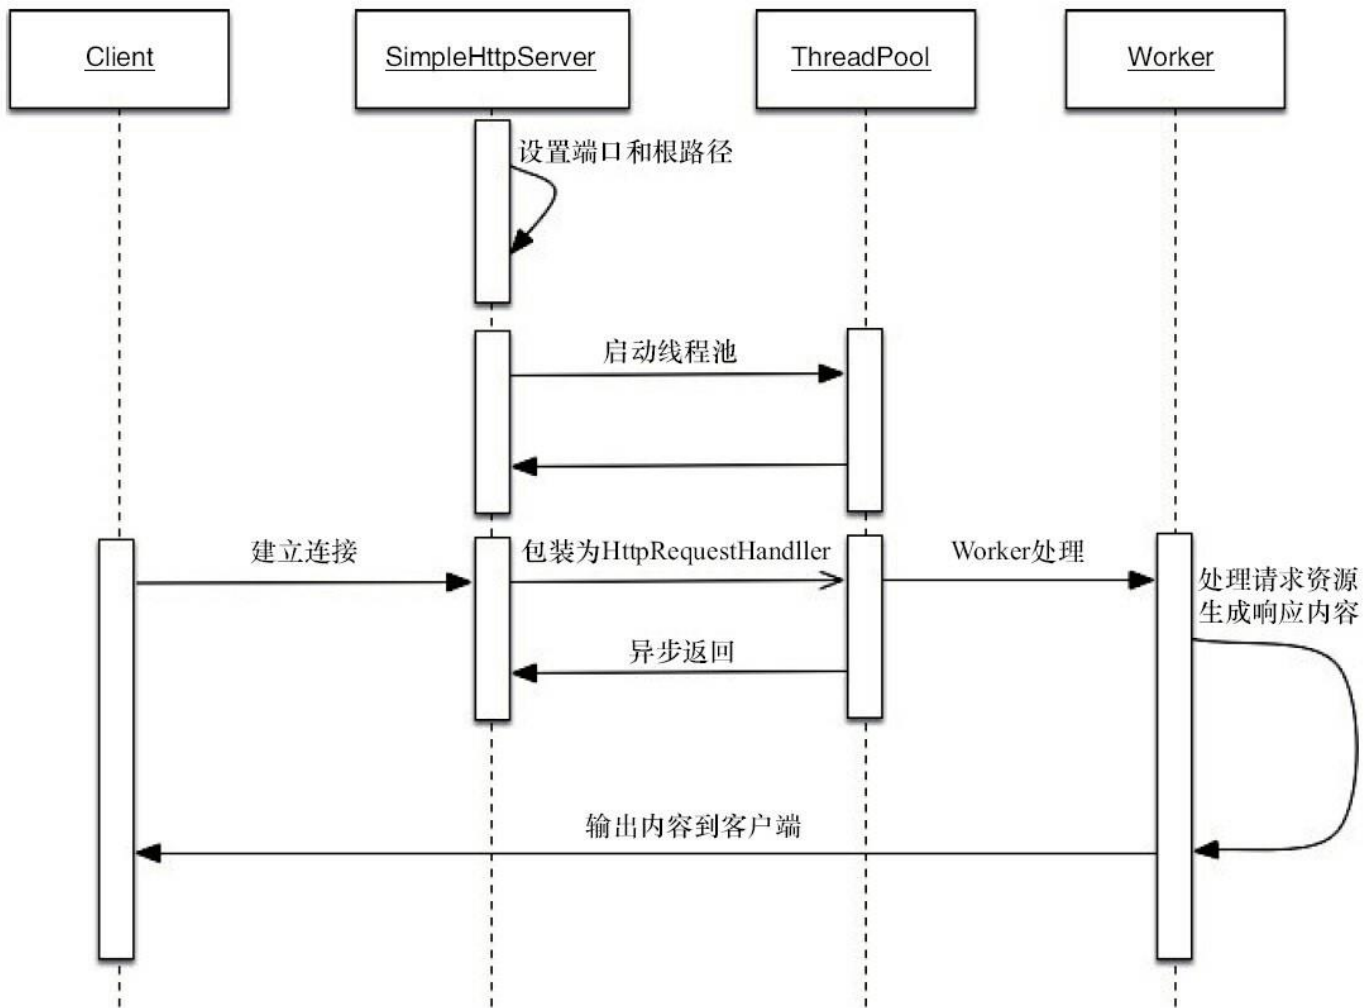 Client
SimpleHttpServer
ThreadPool
Worker
设置端口和根路径
启动线程池
建立连接
包装为HttpRequestHandller
Worker处理
处理请求资源
生成响应内容
异步返回
输出内容到客户端